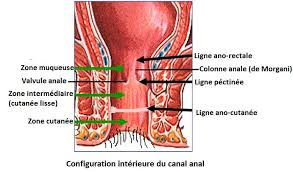 Ligne ano-rectale
Zone muqueuse
Colonne anale (de Morgani)
Valvule anale
Ligne péctinée
Zone intermédiaire
(cutanée lisse)
Ligne ano-cutanée
Zone cutanée
Configuration intérieure du canal anal